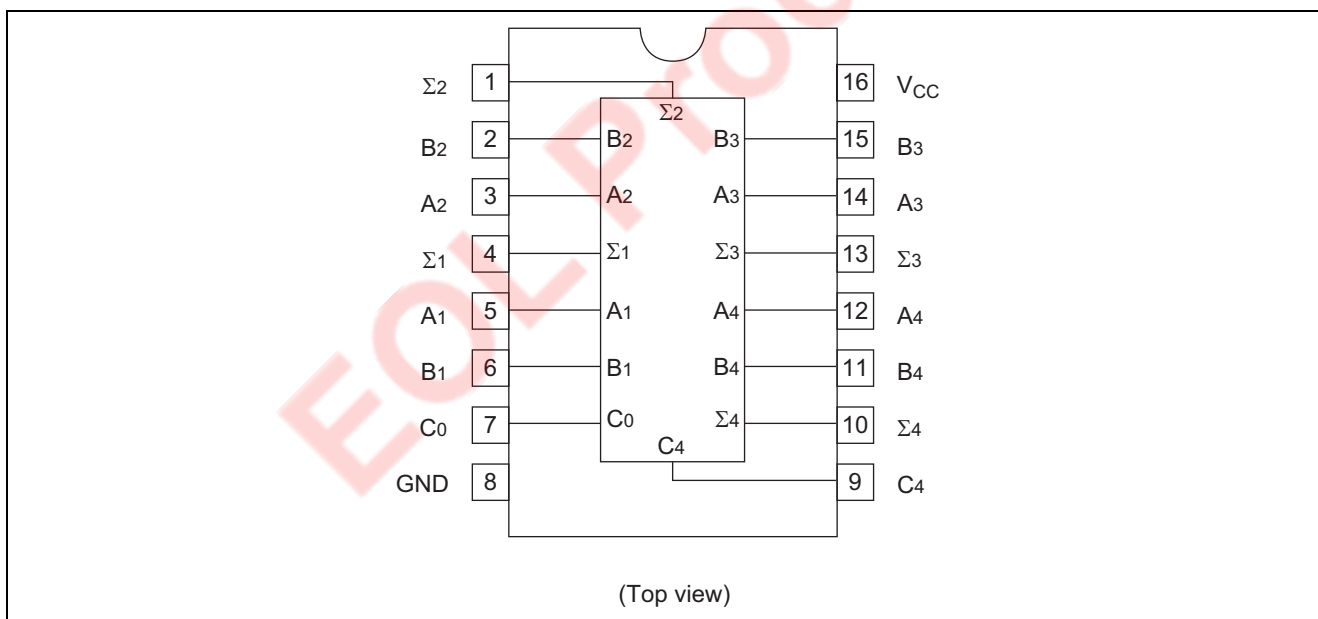 Σ2 1 Σ2 16 VCC
B2 2 B2 B3 15 B3
A2 3 A2 A3 14 A3
Σ1 4 Σ1 Σ3 13 Σ3
A1 5 A1 A4 12 A4
B1 6 B1 B4 11 B4
C0 7 C0 Σ4 10 Σ4
GND 8 C4 9 C4
(Top view)
EOL